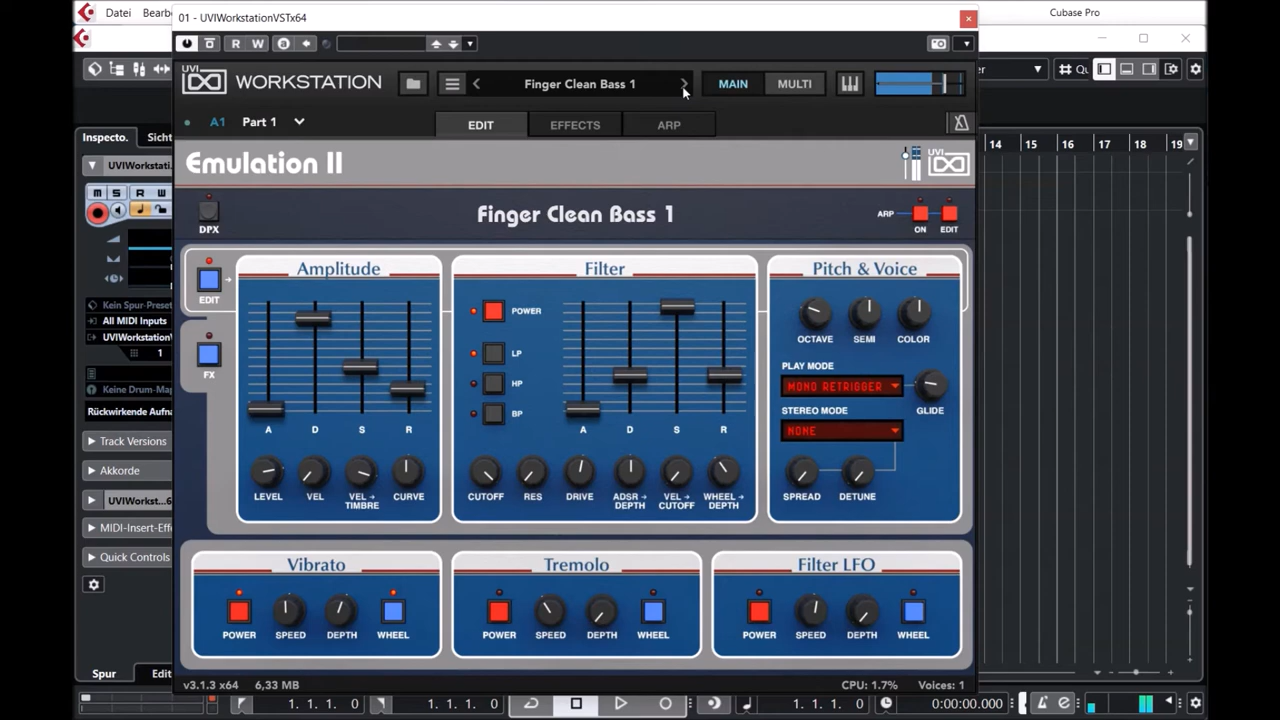 Datei Bearb
01 - UVIWorkstationVSTx64
Cubase Pro
R W
UVI WORKSTATION
Finger Clean Bass 1
MAIN MULTI
A1 Part 1
EDIT EFFECTS ARP
Emulation II
UVI
DPX
Finger Clean Bass 1
ARP ON EDIT
EDIT
FX
Amplitude
A D S R
LEVEL VEL VEL→ TIMBRE CURVE
Filter
POWER
LP
HP
BP
A D S R
CUTOFF RES DRIVE ADSR→ DEPTH VEL→ CUTOFF WHEEL→ DEPTH
Pitch & Voice
OCTAVE SEMI COLOR
PLAY MODE
MONO RETRIGGER
GLIDE
STEREO MODE
NONE
SPREAD DETUNE
Vibrato
POWER SPEED DEPTH WHEEL
Tremolo
POWER SPEED DEPTH WHEEL
Filter LFO
POWER SPEED DEPTH WHEEL
v3.1.3 x64 6,33 MB
CPU: 1.7% Voices: 1
Inspecto. Sicht
UVIWorkstati.
m S R W
Kein Spur-Preset
All MIDI Inputs
UVIWorkstationV
1
Keine Drum-Map
Rückwirkende Aufna
Track Versions
Akkorde
UVIWorkst...6
MIDI-Insert-Effe
Quick Controls
Spur Edit
14 15 16 17 18 19
1. 1. 1. 0
1. 1. 1. 0
1. 1. 1. 0
0:00:00.000